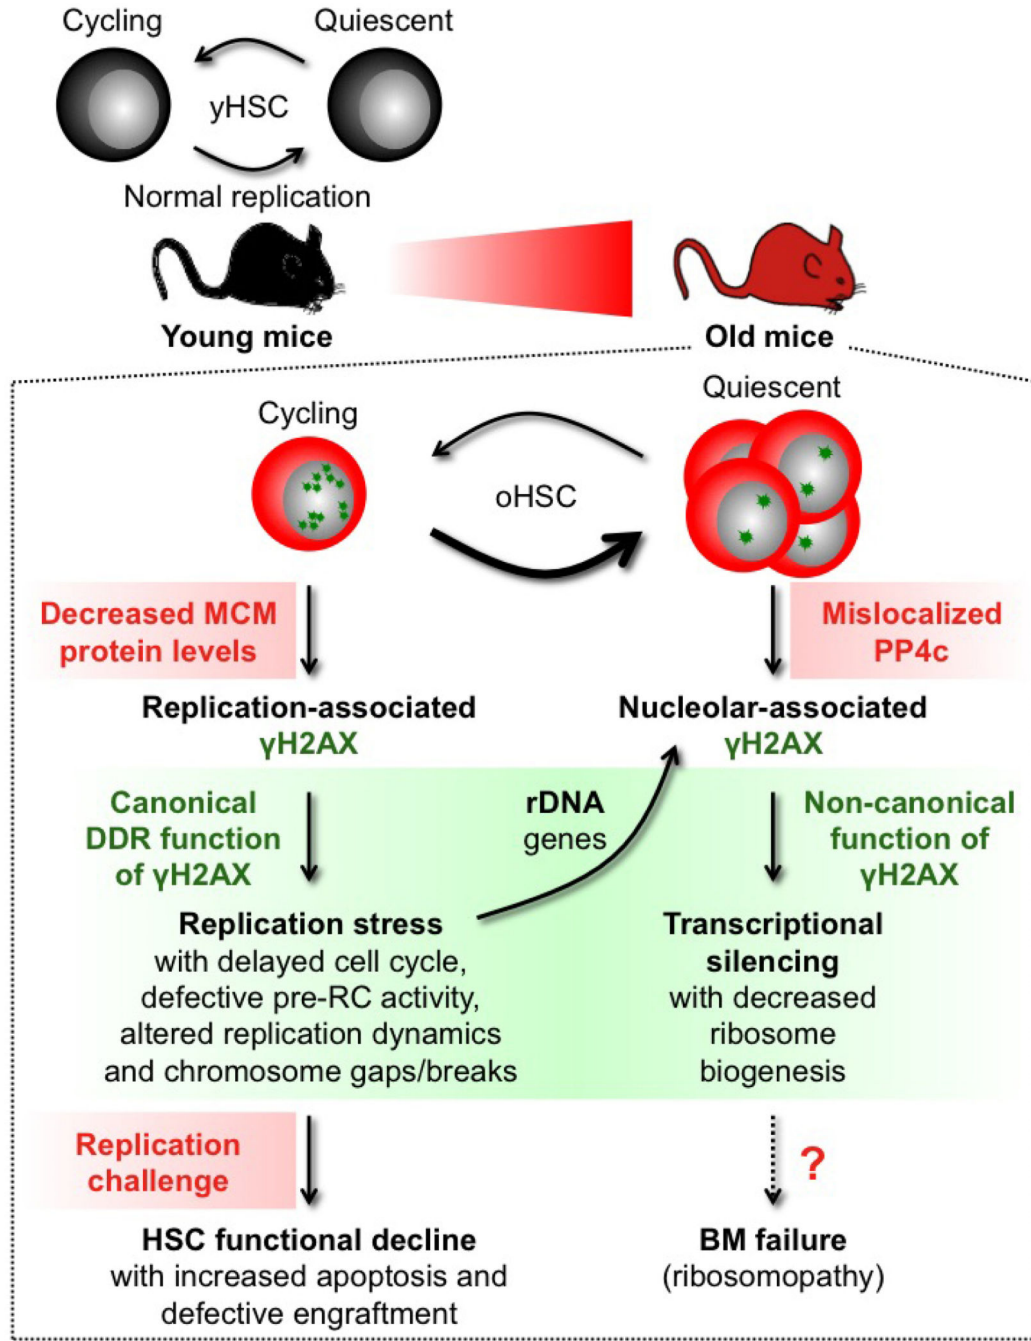 Cycling
Quiescent
yHSC
Normal replication
Young mice
Old mice
Cycling
Quiescent
oHSC
Decreased MCM
protein levels
Mislocalized
PP4c
Replication-associated
γH2AX
Nucleolar-associated
γH2AX
Canonical
DDR function
of γH2AX
rDNA
genes
Non-canonical
function of
γH2AX
Replication stress
with delayed cell cycle,
defective pre-RC activity,
altered replication dynamics
and chromosome gaps/breaks
Transcriptional
silencing
with decreased
ribosome
biogenesis
Replication
challenge
?
HSC functional decline
with increased apoptosis and
defective engraftment
BM failure
(ribosomopathy)